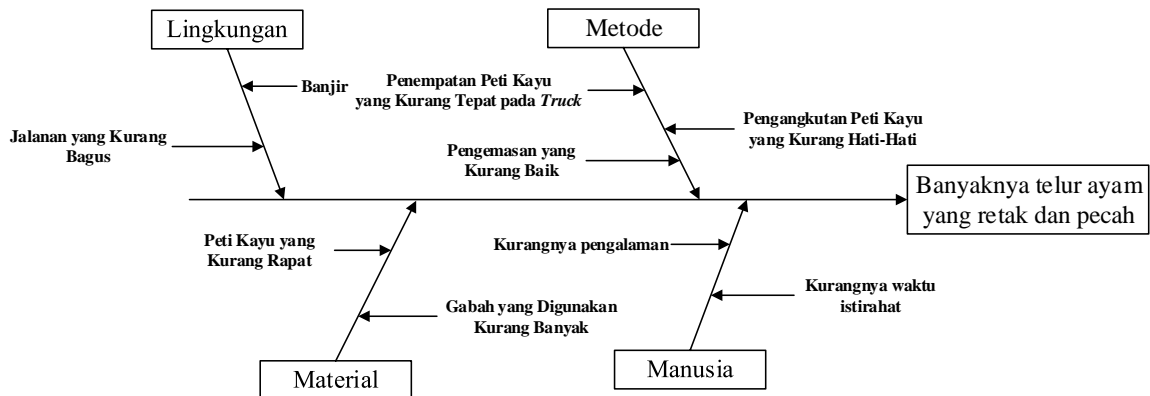 Lingkungan
Metode
Banjir
Penempatan Peti Kayu
yang Kurang Tepat pada Truck
Jalanan yang Kurang
Bagus
Pengangkutan Peti Kayu
yang Kurang Hati-Hati
Pengemasan yang
Kurang Baik
Banyaknya telur ayam
yang retak dan pecah
Peti Kayu yang
Kurang Rapat
Kurangnya pengalaman
Gabah yang Digunakan
Kurang Banyak
Kurangnya waktu
istirahat
Material
Manusia